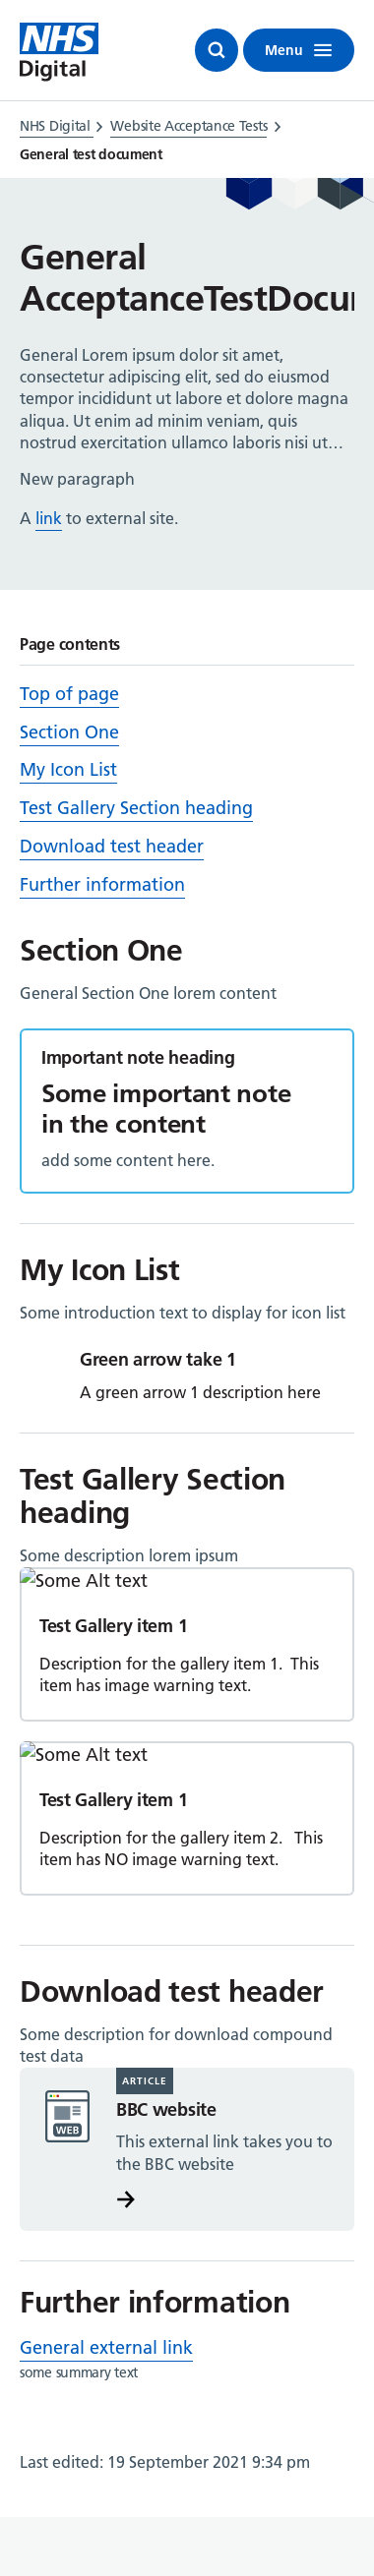 NHS
Digital
Menu
NHS Digital > Website Acceptance Tests >
General test document
General
AcceptanceTestDocu
General Lorem ipsum dolor sit amet,
consectetur adipiscing elit, sed do eiusmod
tempor incididunt ut labore et dolore magna
aliqua. Ut enim ad minim veniam, quis
nostrud exercitation ullamco laboris nisi ut…
New paragraph
A link to external site.
Page contents
Top of page
Section One
My Icon List
Test Gallery Section heading
Download test header
Further information
Section One
General Section One lorem content
Important note heading
Some important note
in the content
add some content here.
My Icon List
Some introduction text to display for icon list
Green arrow take 1
A green arrow 1 description here
Test Gallery Section
heading
Some description lorem ipsum
Some Alt text
Test Gallery item 1
Description for the gallery item 1.  This
item has image warning text.
Some Alt text
Test Gallery item 1
Description for the gallery item 2.   This
item has NO image warning text.
Download test header
Some description for download compound
test data
ARTICLE
WEB
BBC website
This external link takes you to
the BBC website
Further information
General external link
some summary text
Last edited: 19 September 2021 9:34 pm